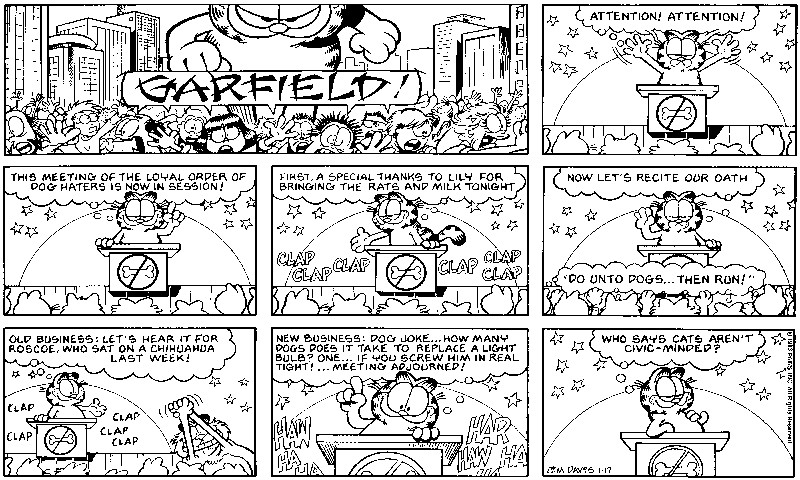 GARFIELD!
ATTENTION! ATTENTION!
THIS MEETING OF THE LOYAL ORDER OF
DOG HATERS IS NOW IN SESSION!
FIRST, A SPECIAL THANKS TO LILY FOR
BRINGING THE RATS AND MILK TONIGHT
CLAP
CLAP
CLAP
CLAP
CLAP
CLAP
NOW LET'S RECITE OUR OATH
"DO UNTO DOGS... THEN RUN!"
OLD BUSINESS: LET'S HEAR IT FOR
ROSCOE, WHO SAT ON A CHIHUAHUA
LAST WEEK!
CLAP
CLAP
CLAP
CLAP
CLAP
NEW BUSINESS: DOG JOKE... HOW MANY
DOGS DOES IT TAKE TO REPLACE A LIGHT
BULB? ONE... IF YOU SCREW HIM IN REAL
TIGHT!... MEETING ADJOURNED!
HAW
HAW
HA
HA
HAR
HAR
HAW HA
HA
WHO SAYS CATS AREN'T
CIVIC-MINDED?
JIM DAVIS 1-17